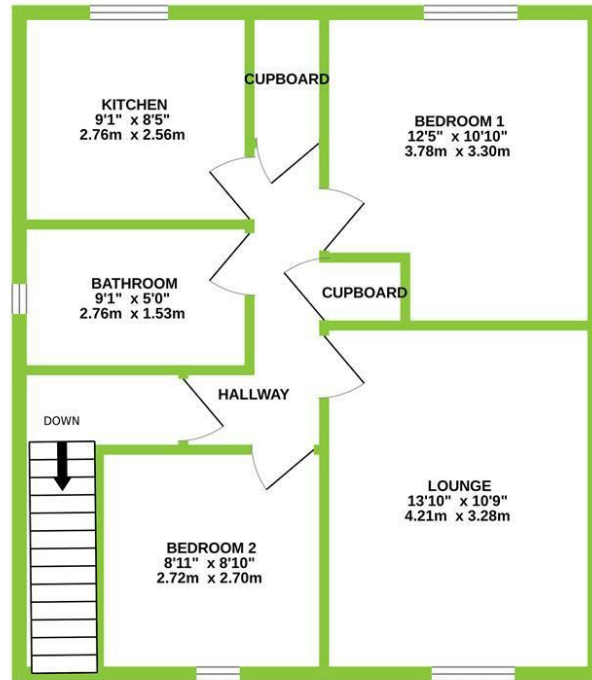 CUPBOARD
KITCHEN
9'1" x 8'5"
2.76m x 2.56m
BEDROOM 1
12'5" x 10'10"
3.78m x 3.30m
BATHROOM
9'1" x 5'0"
2.76m x 1.53m
CUPBOARD
HALLWAY
DOWN
LOUNGE
13'10" x 10'9"
4.21m x 3.28m
BEDROOM 2
8'11" x 8'10"
2.72m x 2.70m